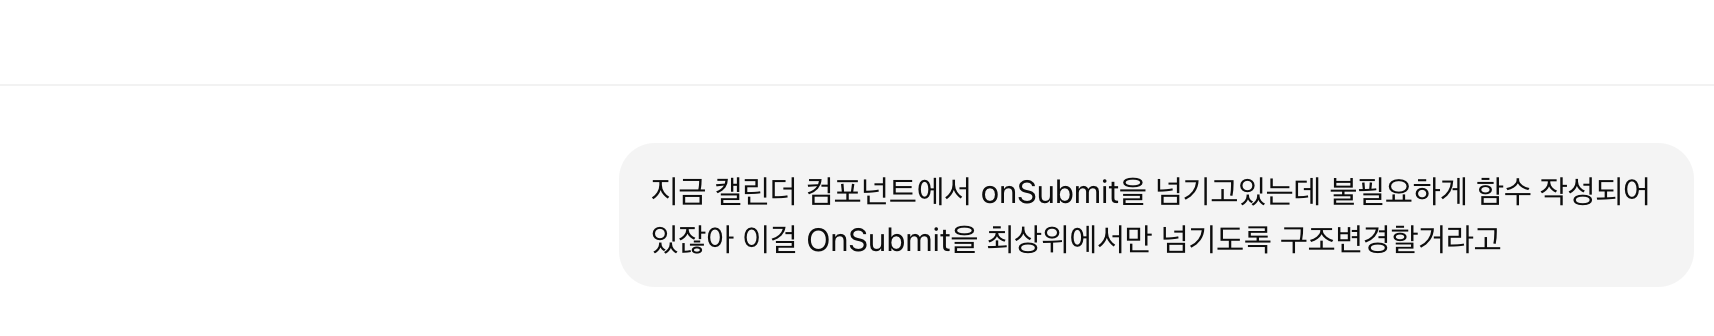 지금 캘린더 컴포넌트에서 onSubmit을 넘기고있는데 불필요하게 함수 작성되어
있잖아 이걸 OnSubmit을 최상위에서만 넘기도록 구조변경할거라고